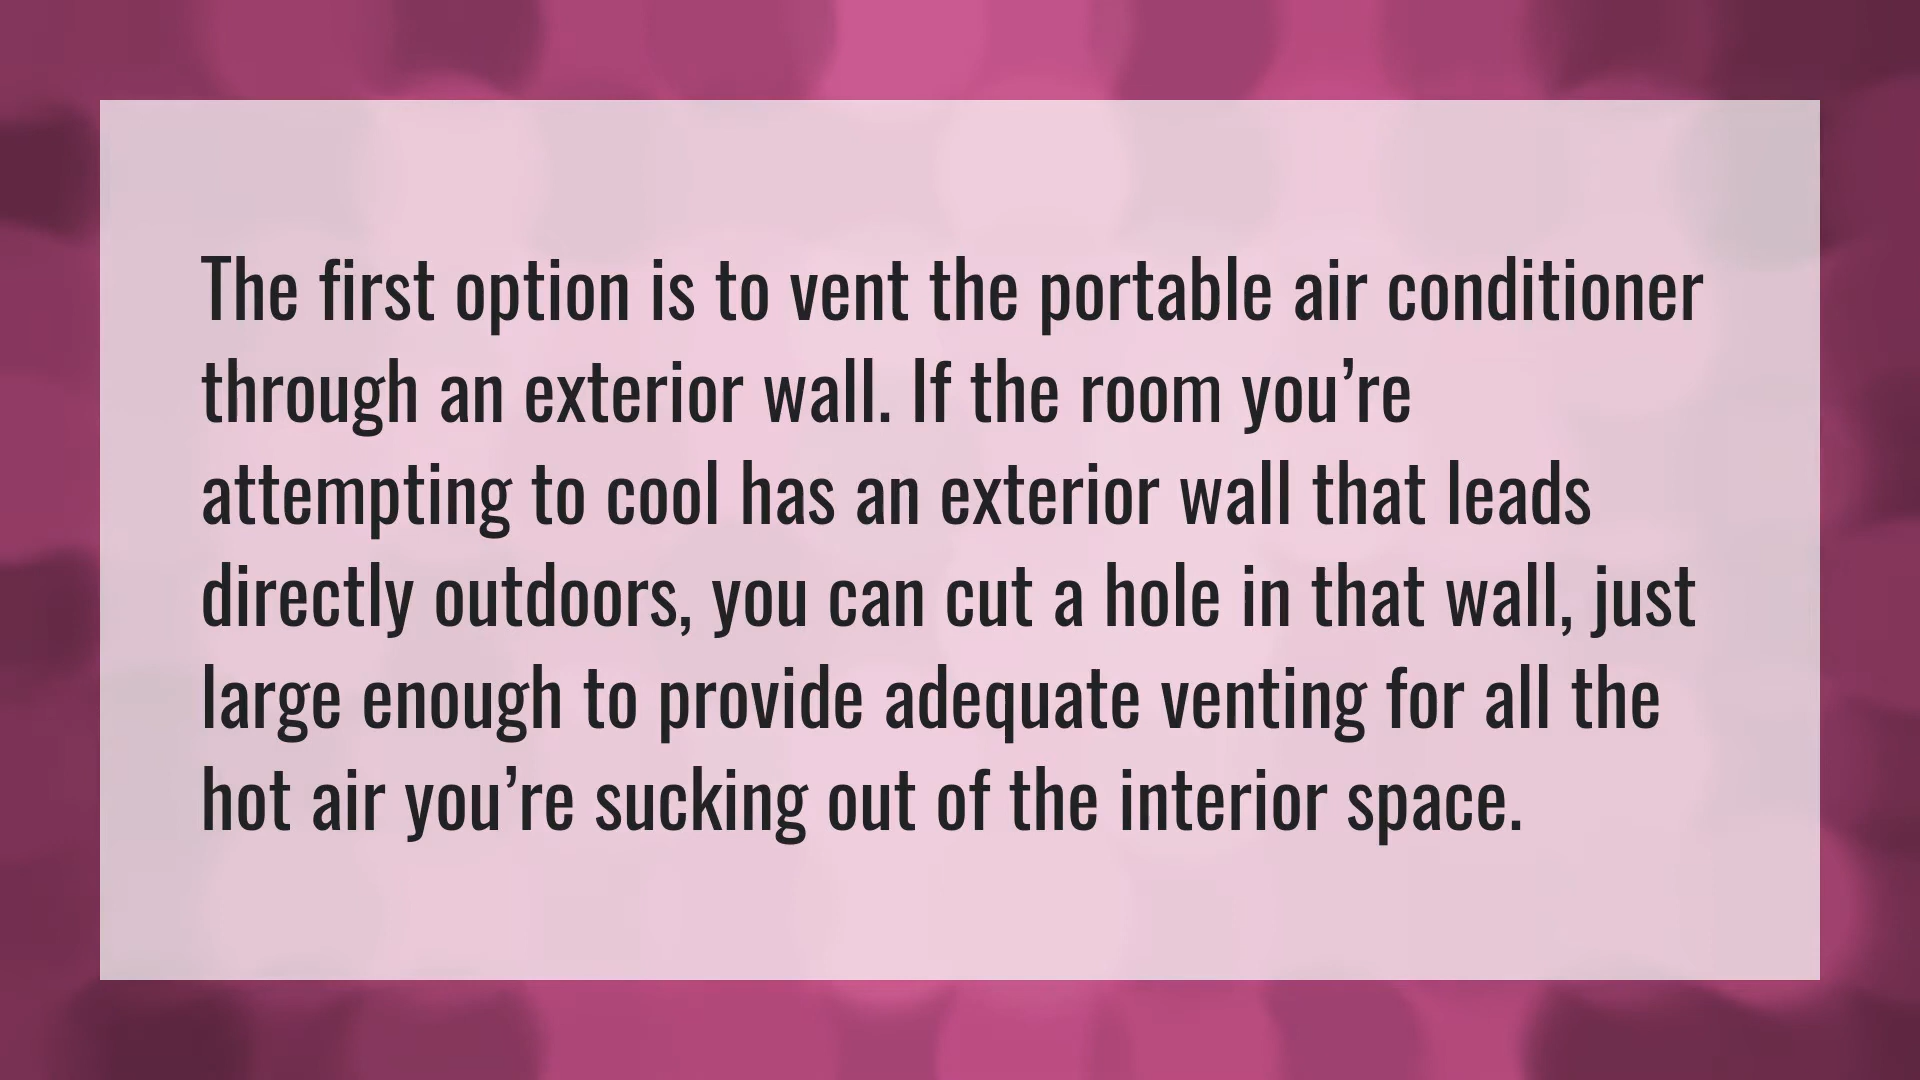 The first option is to vent the portable air conditioner
through an exterior wall. If the room you’re
attempting to cool has an exterior wall that leads
directly outdoors, you can cut a hole in that wall, just
large enough to provide adequate venting for all the
hot air you’re sucking out of the interior space.